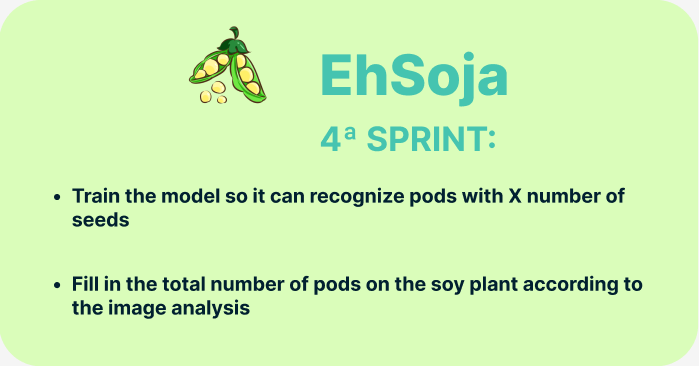 EhSoja
4ª SPRINT:
• Train the model so it can recognize pods with X number of
seeds
• Fill in the total number of pods on the soy plant according to
the image analysis